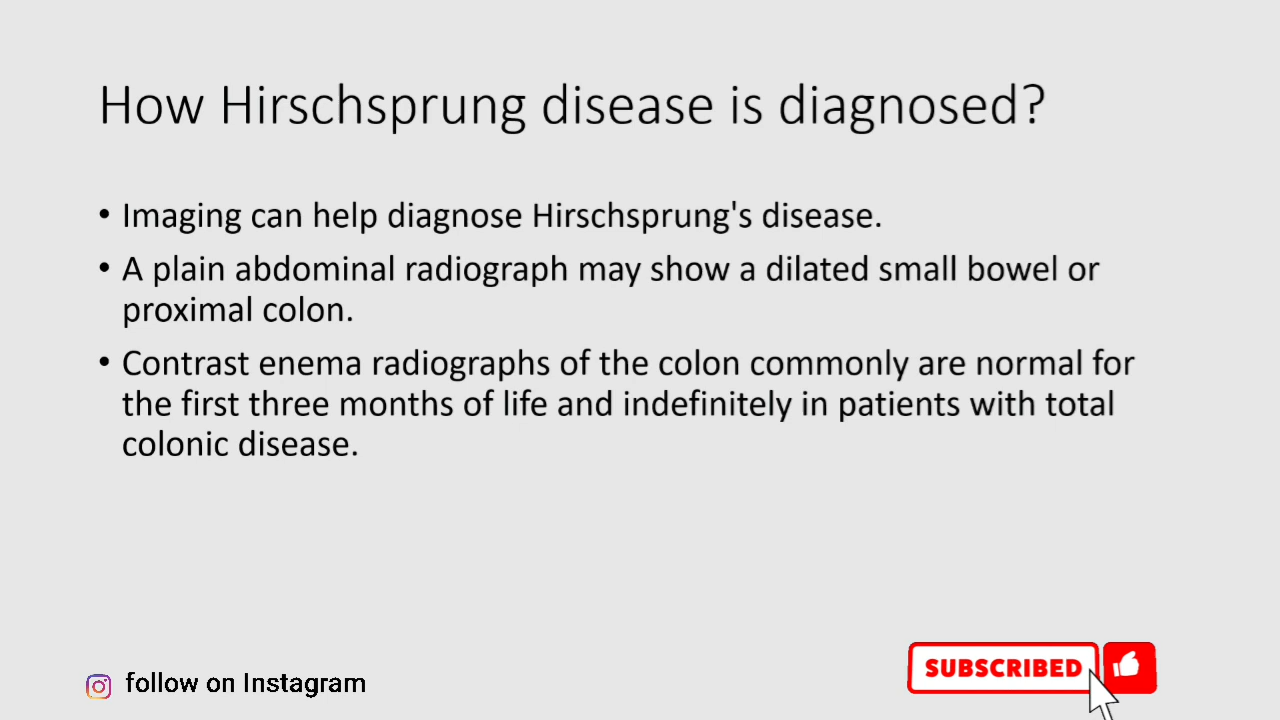 How Hirschsprung disease is diagnosed?
• Imaging can help diagnose Hirschsprung's disease.
• A plain abdominal radiograph may show a dilated small bowel or
proximal colon.
• Contrast enema radiographs of the colon commonly are normal for
the first three months of life and indefinitely in patients with total
colonic disease.
follow on Instagram
SUBSCRIBED